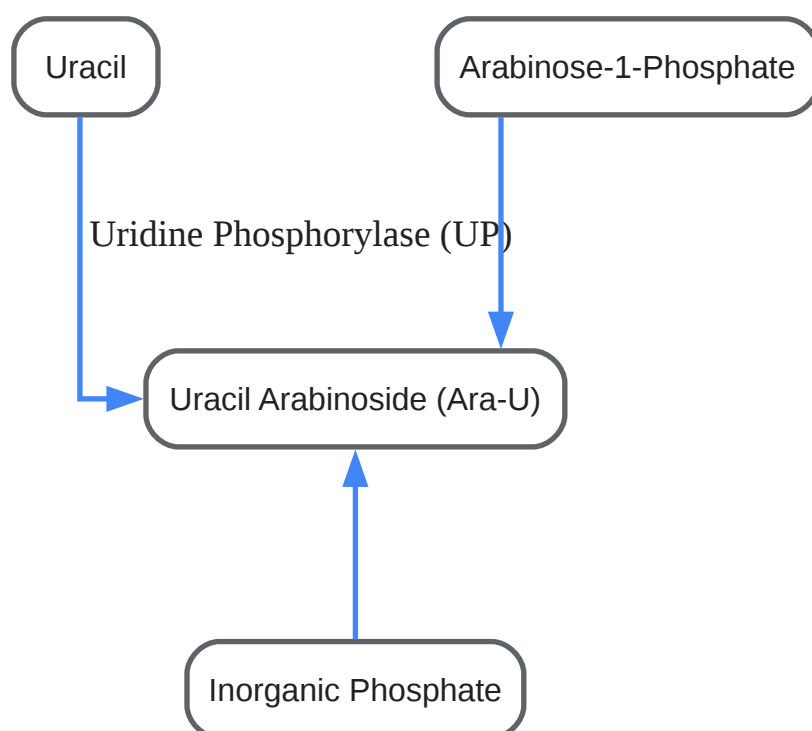 Uracil
Arabinose-1-Phosphate
Uridine Phosphorylase (UP)
Uracil Arabinoside (Ara-U)
Inorganic Phosphate